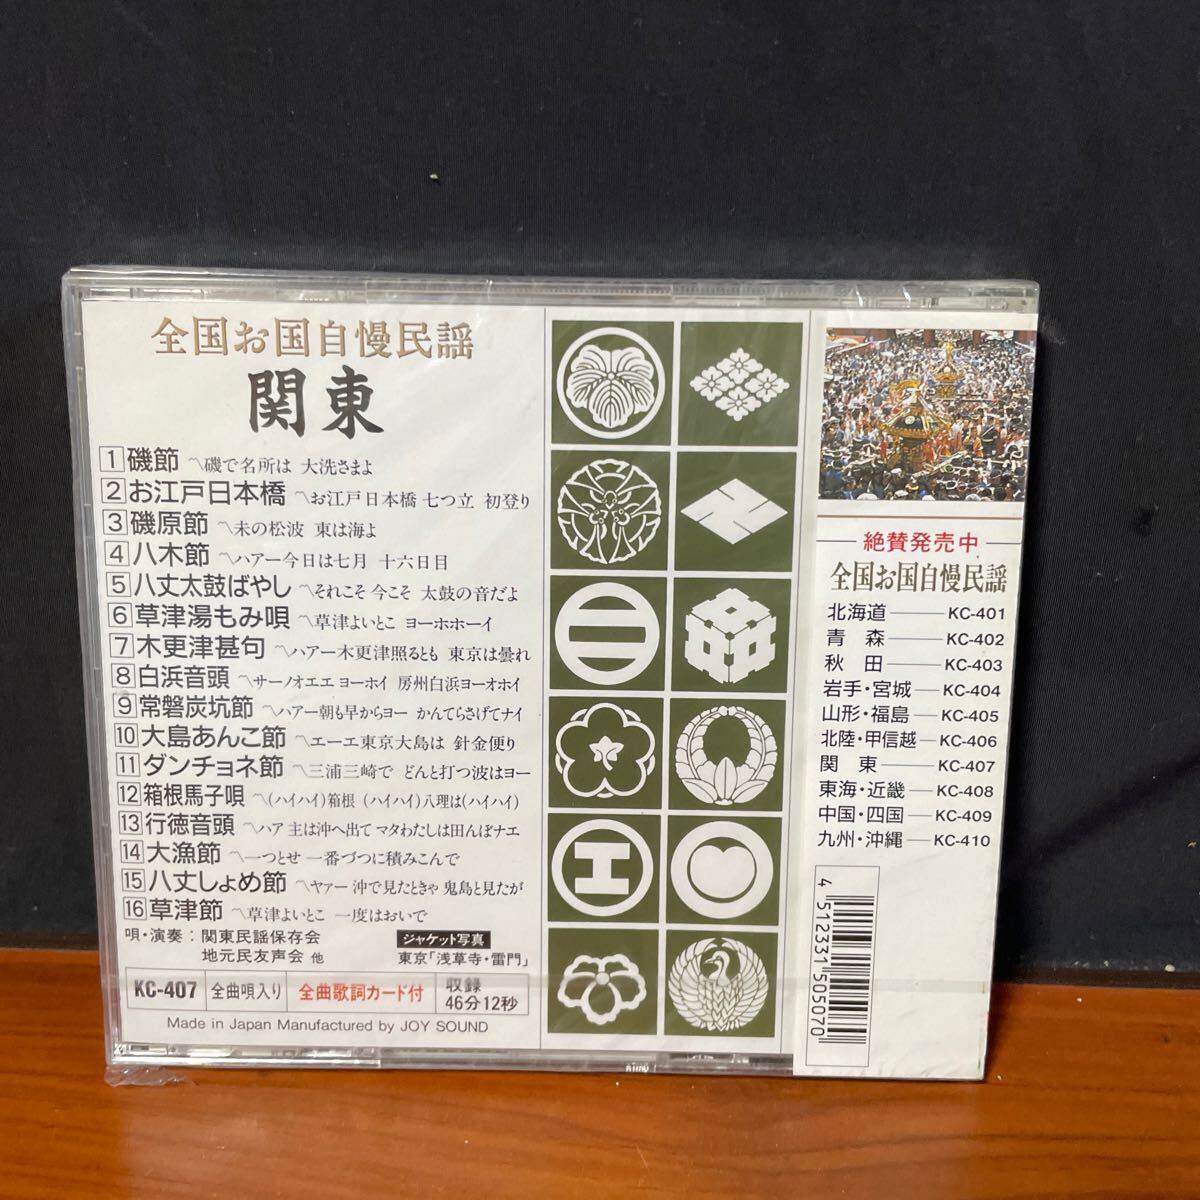 全国お国自慢民謡
関東
1 磯節 〽磯で名所は 大洗さまよ
2 お江戸日本橋 〽お江戸日本橋 七つ立 初登り
3 磯原節 〽末の松波 東は海よ
4 八木節 〽ハアー今日は七月 十六日目
5 八丈太鼓ばやし 〽それこそ 今こそ 太鼓の音だよ
6 草津湯もみ唄 〽草津よいとこ ヨーホホーイ
7 木更津甚句 〽ハアー木更津照るとも 東京は曇れ
8 白浜音頭 〽サーノオエエ ヨーホイ 房州白浜ヨーオホイ
9 常磐炭坑節 〽ハアー朝も早からヨー かんてらさげてナイ
10 大島あんこ節 〽エーエ東京大島は 針金便り
11 ダンチョネ節 〽三浦三崎で どんと打つ波はヨー
12 箱根馬子唄 〽(ハイハイ)箱根 (ハイハイ)八理は(ハイハイ)
13 行徳音頭 〽ハア 主は沖へ出て マタわたしは田んぼナエ
14 大漁節 〽一つとせ 一番づつに積みこんで
15 八丈しょめ節 〽ヤァー 沖で見たときゃ 鬼島と見たが
16 草津節 〽草津よいとこ 一度はおいで
唄・演奏：関東民謡保存会
地元民友声会 他
ジャケット写真
東京「浅草寺・雷門」
KC-407 全曲唄入り 全曲歌詞カード付 収録 46分12秒
Made in Japan Manufactured by JOY SOUND
絶賛発売中
全国お国自慢民謡
北海道 KC-401
青森 KC-402
秋田 KC-403
岩手・宮城 KC-404
山形・福島 KC-405
北陸・甲信越 KC-406
関東 KC-407
東海・近畿 KC-408
中国・四国 KC-409
九州・沖縄 KC-410
4 512331 505070